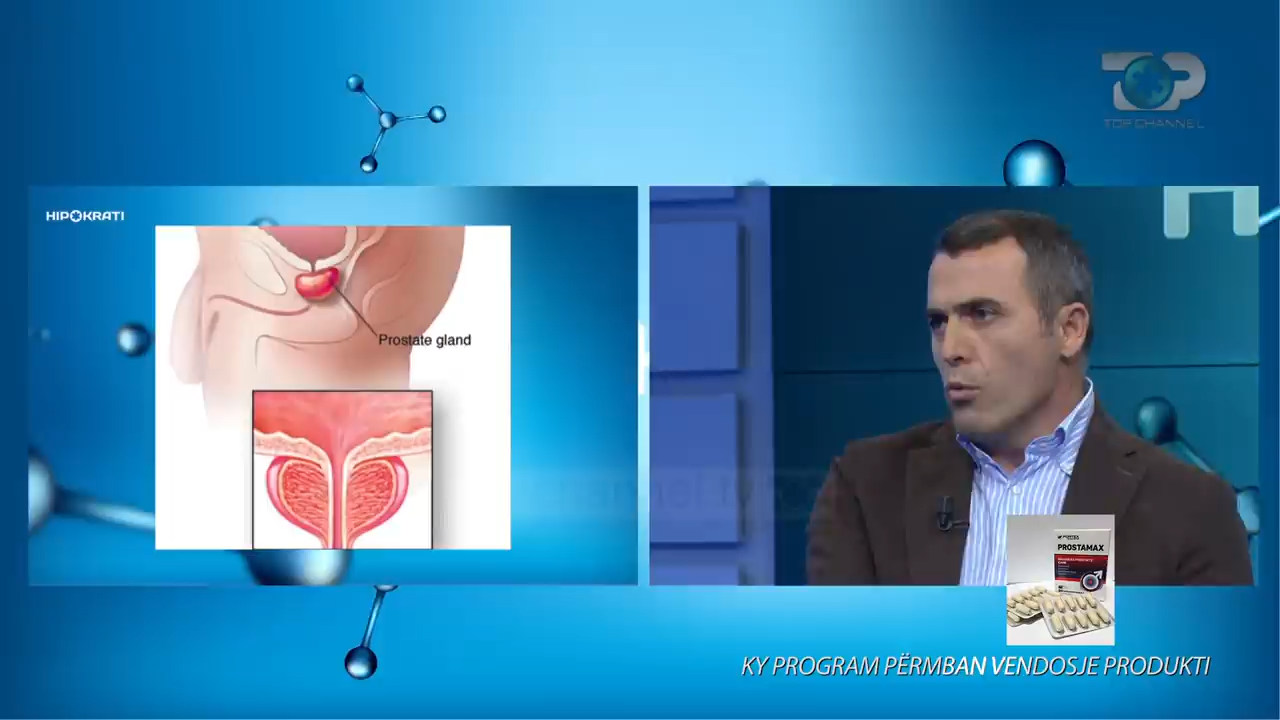 TOP CHANNEL
HIPOKRATI
Prostate gland
PROSTAMAX
KY PROGRAM PËRMBAN VENDOSJE PRODUKTI